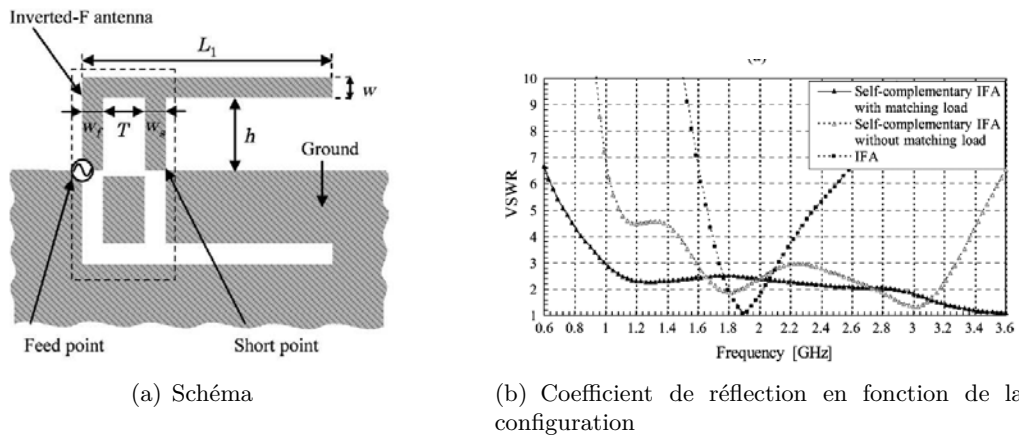 Inverted-F antenna
L₁
w
w_f
T
w_s
h
Ground
Feed point
Short point
(a) Schéma
VSWR
10
9
8
7
6
5
4
3
2
1
0.6 0.8 1 1.2 1.4 1.6 1.8 2 2.2 2.4 2.6 2.8 3 3.2 3.4 3.6
Frequency [GHz]
Self-complementary IFA
with matching load
Self-complementary IFA
without matching load
IFA
(b) Coefficient de réflection en fonction de la
configuration